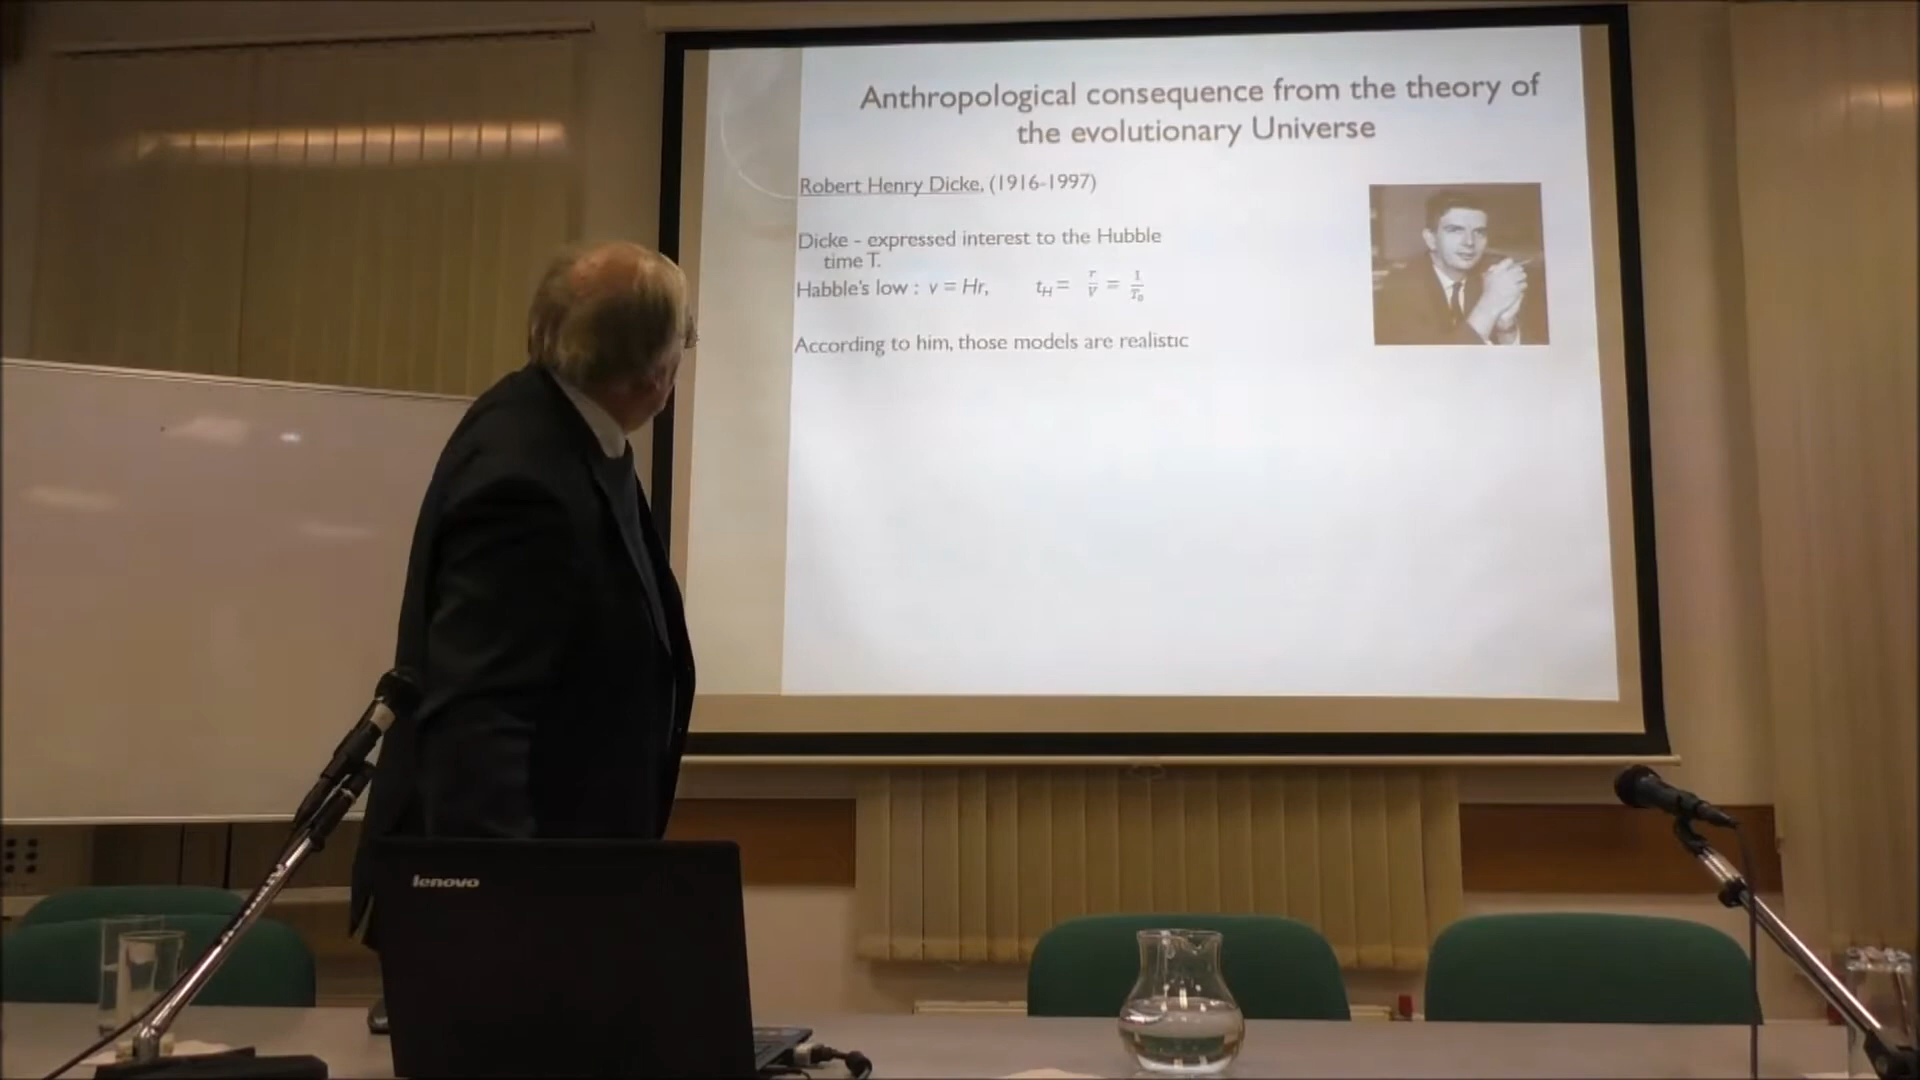 Anthropological consequence from the theory of
the evolutionary Universe
Robert Henry Dicke, (1916-1997)
Dicke - expressed interest to the Hubble
time T.
Habble's low : v = Hr, t_H = r/V = 1/T₀
According to him, those models are realistic
lenovo